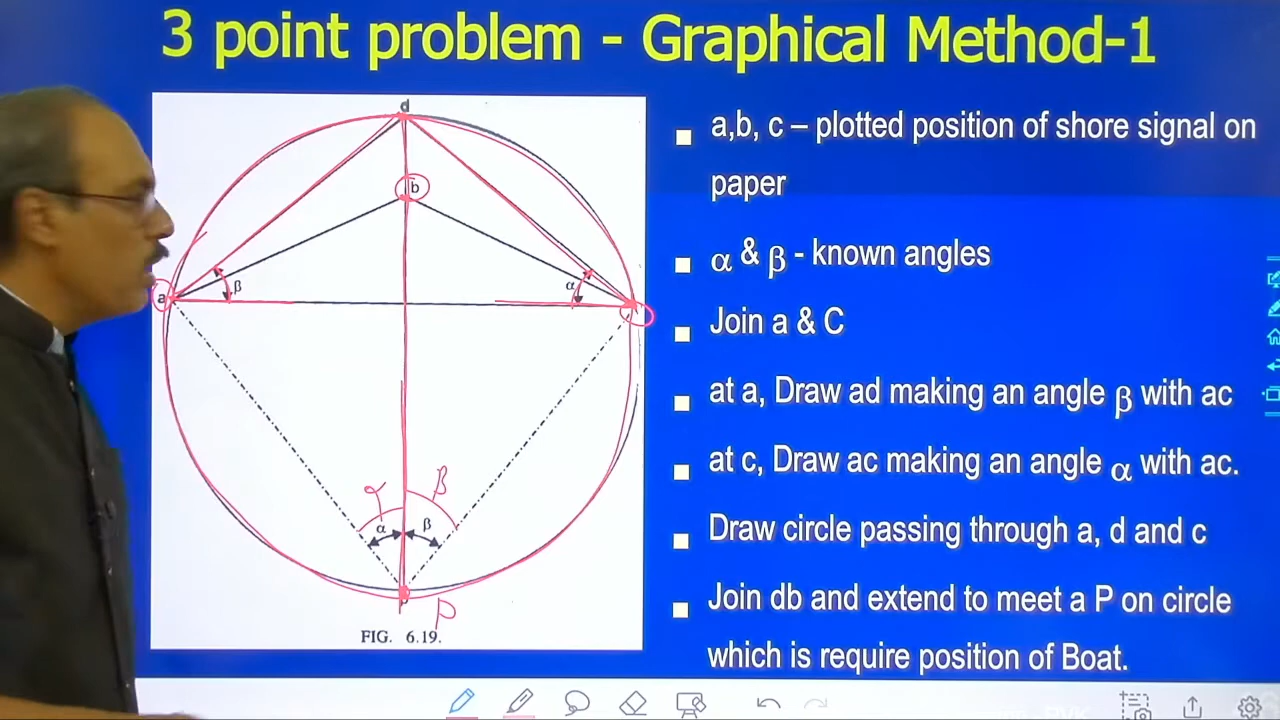 3 point problem - Graphical Method-1
d
b
a
β
α
α
β
α
β
p
P
FIG. 6.19.
a,b, c – plotted position of shore signal on
paper
α & β - known angles
Join a & C
at a, Draw ad making an angle β with ac
at c, Draw ac making an angle α with ac.
Draw circle passing through a, d and c
Join db and extend to meet a P on circle
which is require position of Boat.